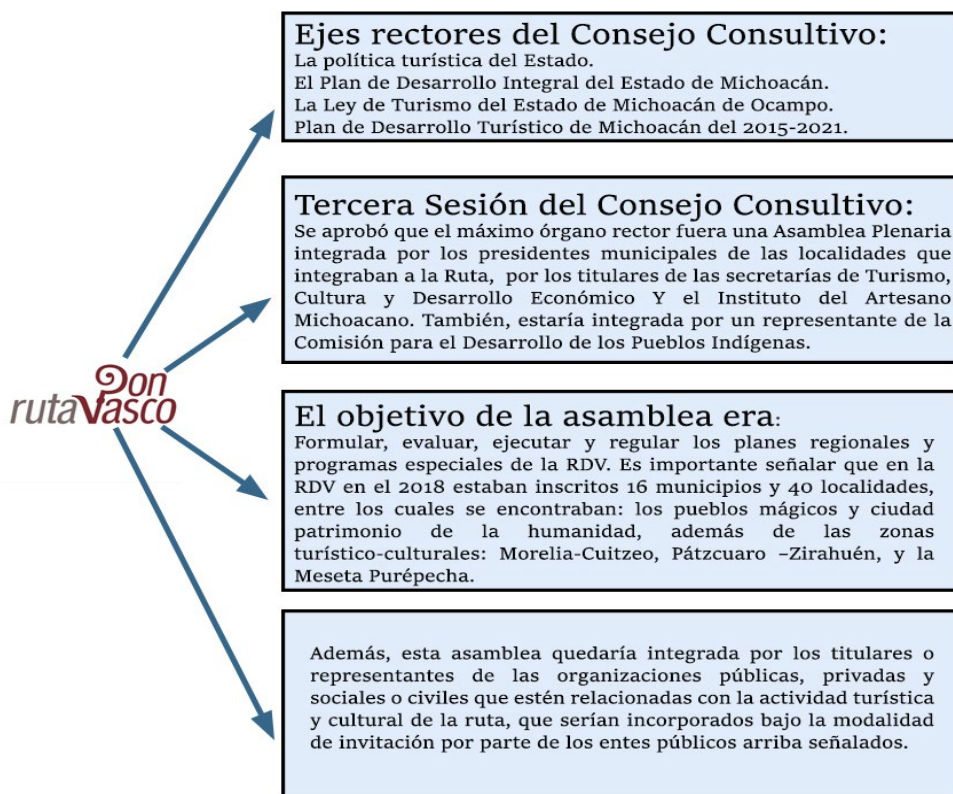 Ejes rectores del Consejo Consultivo:
La política turística del Estado.
El Plan de Desarrollo Integral del Estado de Michoacán.
La Ley de Turismo del Estado de Michoacán de Ocampo.
Plan de Desarrollo Turístico de Michoacán del 2015-2021.
Tercera Sesión del Consejo Consultivo:
Se aprobó que el máximo órgano rector fuera una Asamblea Plenaria
integrada por los presidentes municipales de las localidades que
integraban a la Ruta, por los titulares de las secretarías de Turismo,
Cultura y Desarrollo Económico Y el Instituto del Artesano
Michoacano. También, estaría integrada por un representante de la
Comisión para el Desarrollo de los Pueblos Indígenas.
Don
ruta Vasco
El objetivo de la asamblea era:
Formular, evaluar, ejecutar y regular los planes regionales y
programas especiales de la RDV. Es importante señalar que en la
RDV en el 2018 estaban inscritos 16 municipios y 40 localidades,
entre los cuales se encontraban: los pueblos mágicos y ciudad
patrimonio de la humanidad, además de las zonas
turístico-culturales: Morelia-Cuitzeo, Pátzcuaro –Zirahuén, y la
Meseta Purépecha.
Además, esta asamblea quedaría integrada por los titulares o
representantes de las organizaciones públicas, privadas y
sociales o civiles que estén relacionadas con la actividad turística
y cultural de la ruta, que serían incorporados bajo la modalidad
de invitación por parte de los entes públicos arriba señalados.